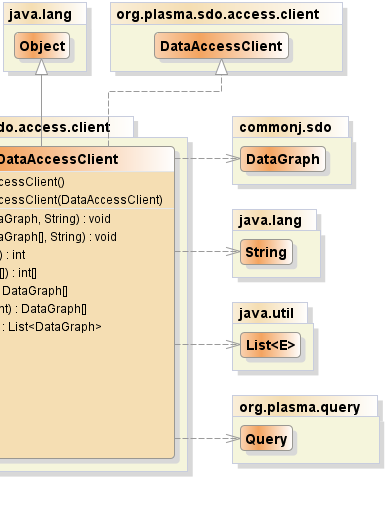 java.lang
Object
org.plasma.sdo.access.client
DataAccessClient
do.access.client
DataAccessClient
cessClient()
cessClient(DataAccessClient)
aGraph, String) : void
aGraph[], String) : void
) : int
[]) : int[]
: DataGraph[]
nt) : DataGraph[]
: List<DataGraph>
commonj.sdo
DataGraph
java.lang
String
java.util
List<E>
org.plasma.query
Query